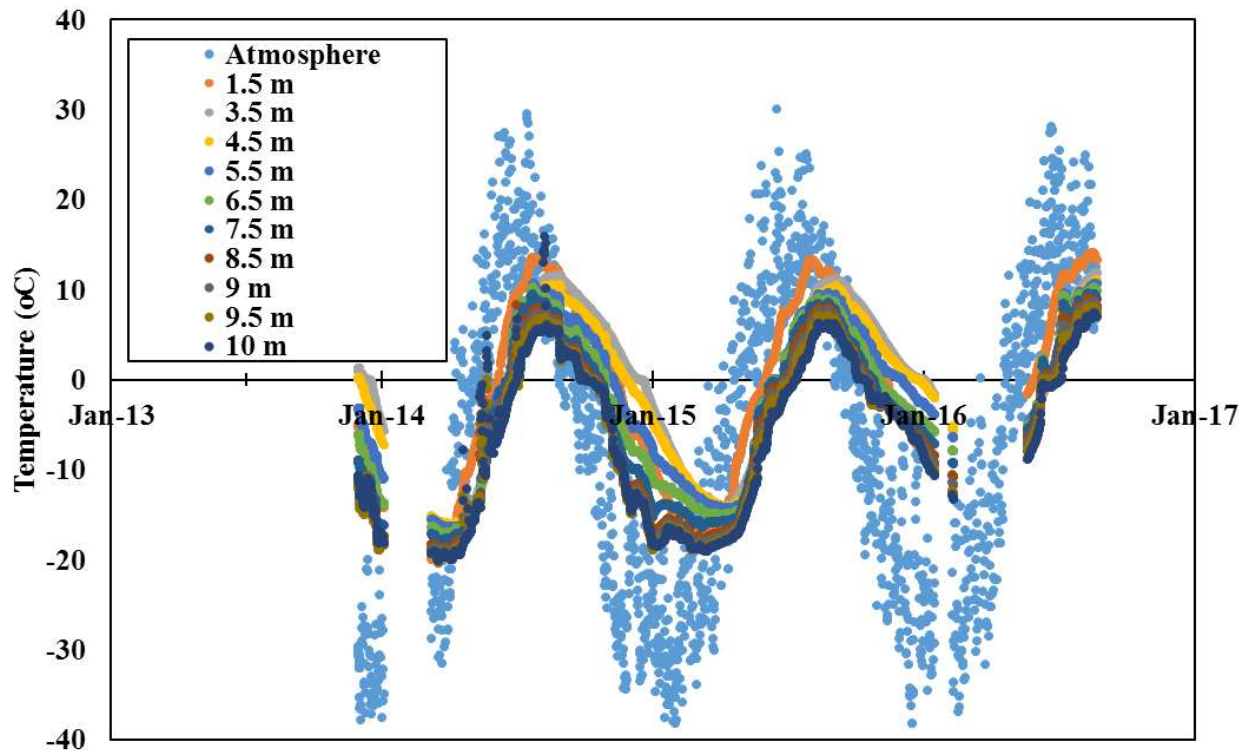 40
30
20
10
0
-10
-20
-30
-40
Temperature (oC)
Atmosphere
1.5 m
3.5 m
4.5 m
5.5 m
6.5 m
7.5 m
8.5 m
9 m
9.5 m
10 m
Jan-13 Jan-14 Jan-15 Jan-16 Jan-17